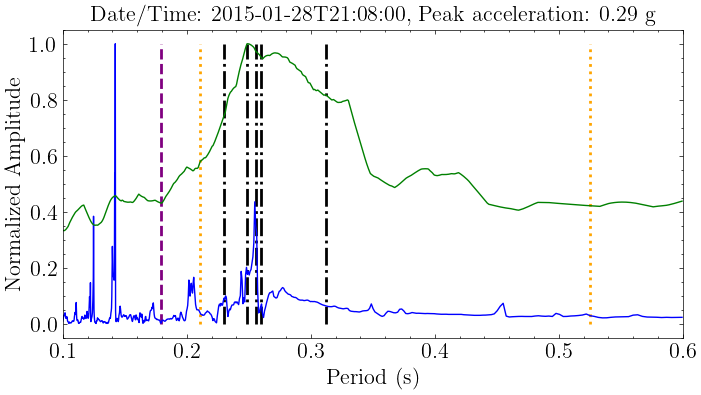 Date/Time: 2015-01-28T21:08:00, Peak acceleration: 0.29 g
Normalized Amplitude
1.0
0.8
0.6
0.4
0.2
0.0
0.1 0.2 0.3 0.4 0.5 0.6
Period (s)